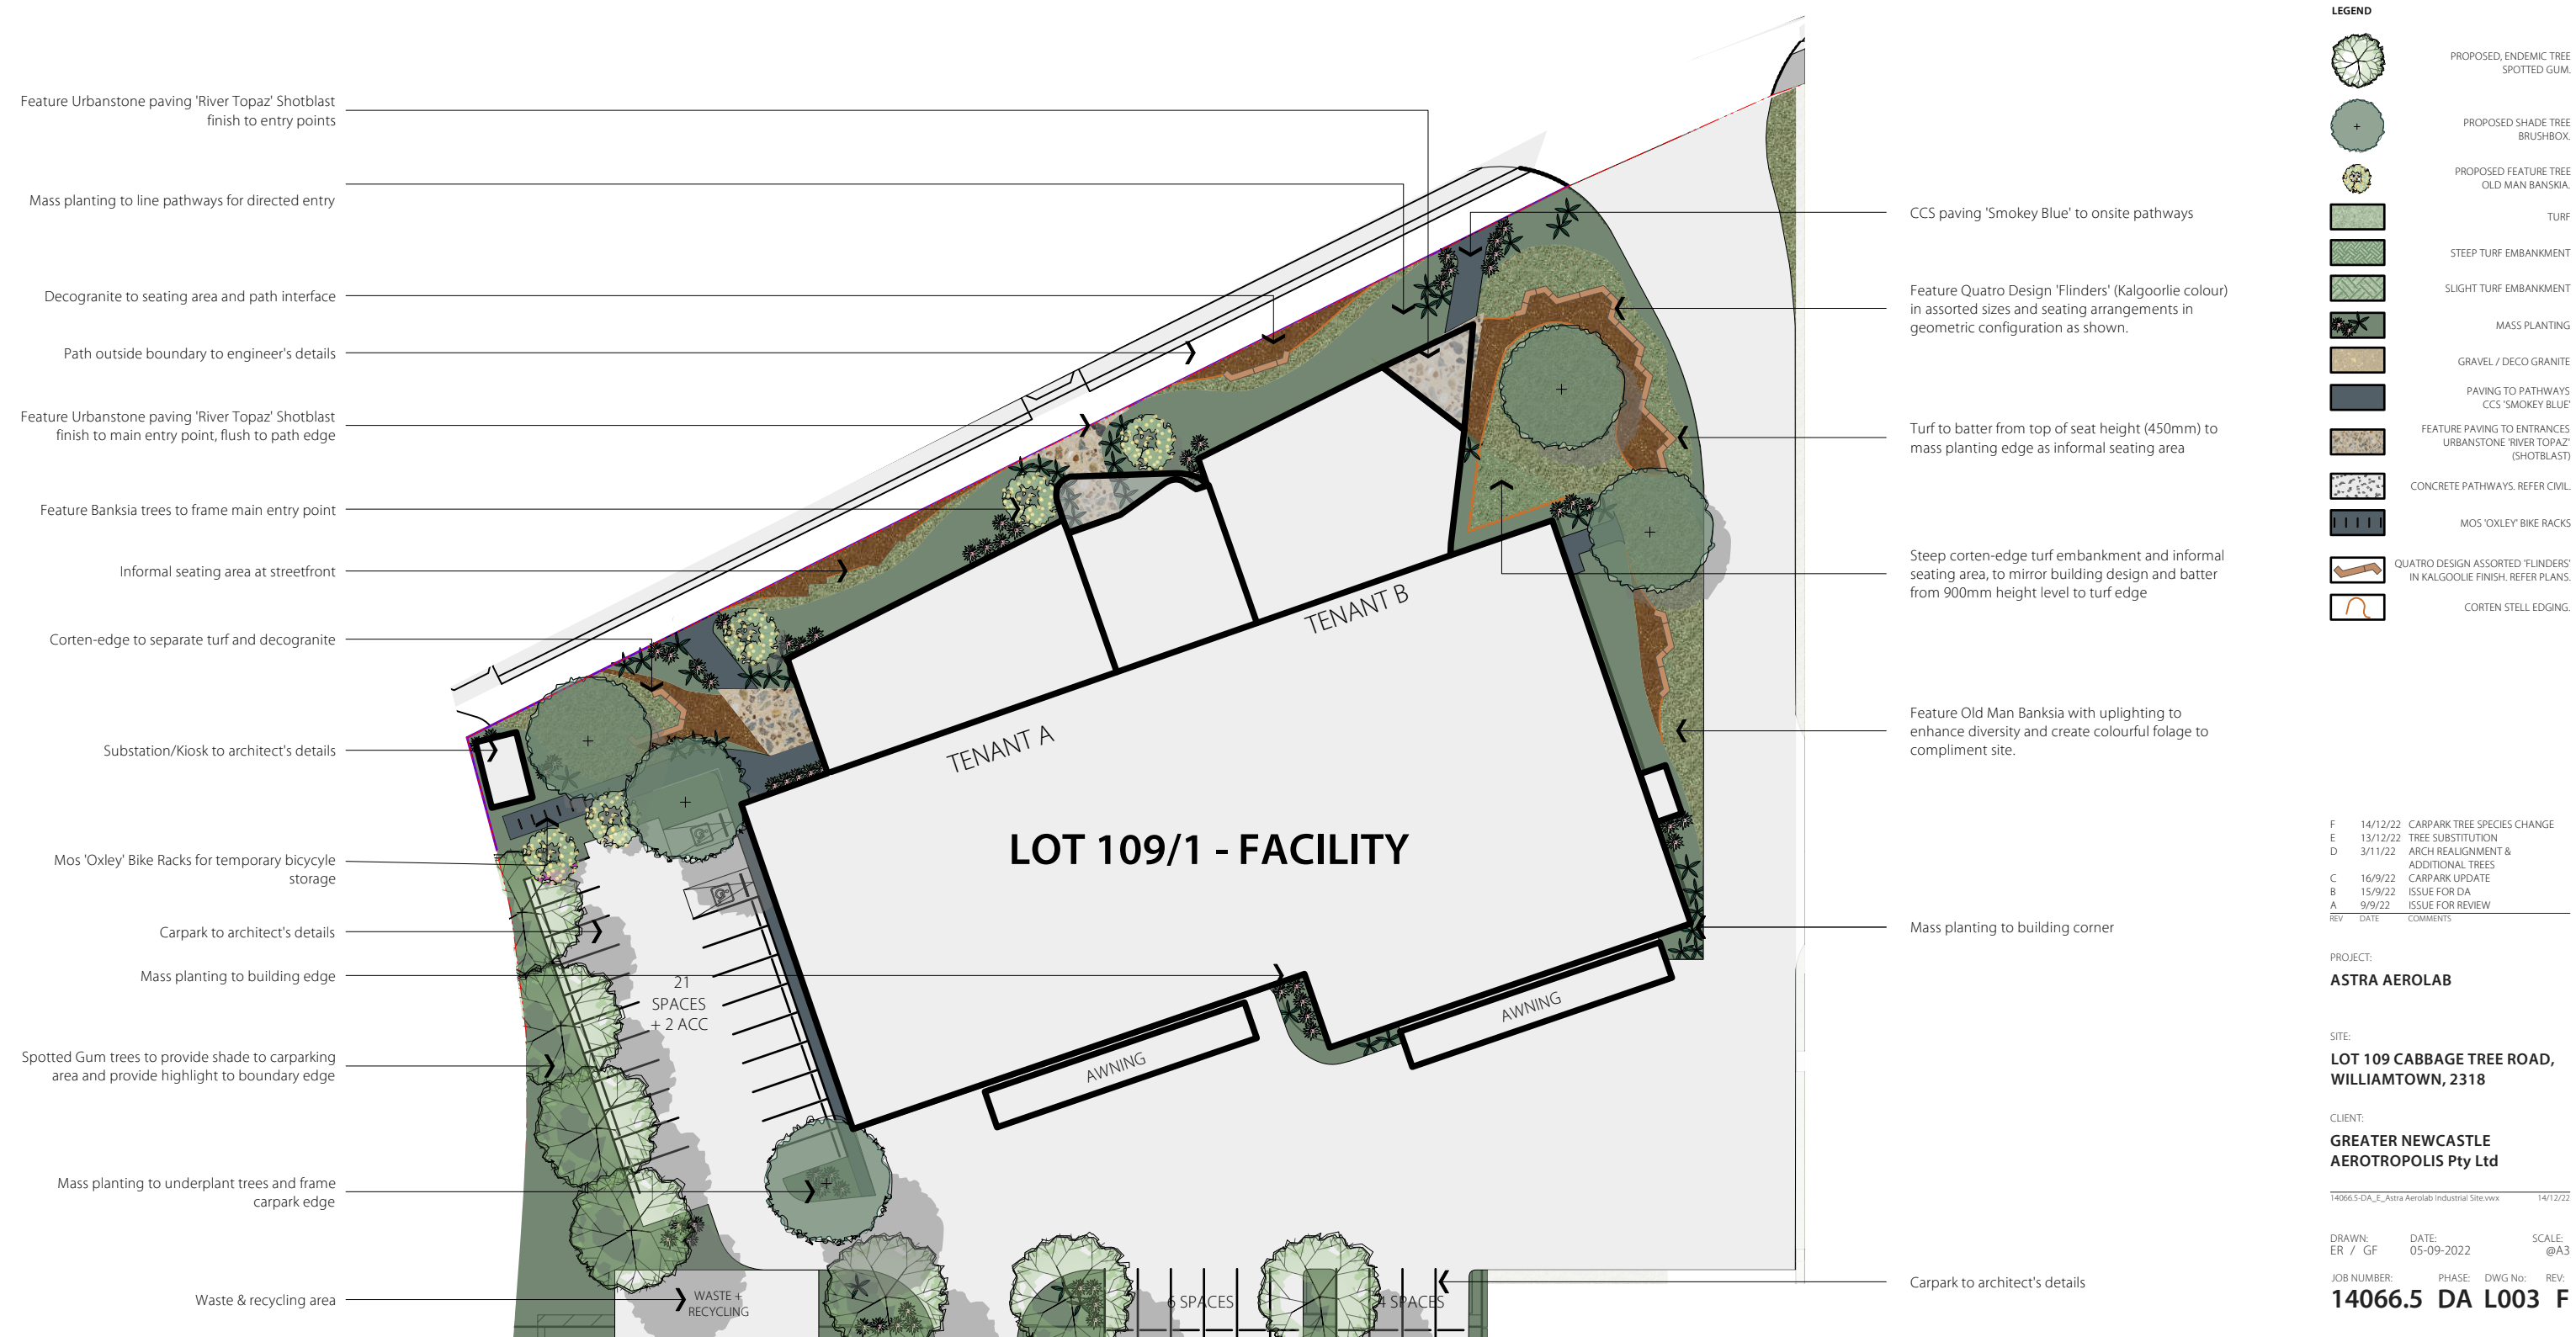 Feature Urbanstone paving 'River Topaz' Shotblast
finish to entry points
Mass planting to line pathways for directed entry
Decogranite to seating area and path interface
Path outside boundary to engineer's details
Feature Urbanstone paving 'River Topaz' Shotblast
finish to main entry point, flush to path edge
Feature Banksia trees to frame main entry point
Informal seating area at streetfront
Corten-edge to separate turf and decogranite
Substation/Kiosk to architect's details
Mos 'Oxley' Bike Racks for temporary bicycyle
storage
Carpark to architect's details
Mass planting to building edge
Spotted Gum trees to provide shade to carparking
area and provide highlight to boundary edge
Mass planting to underplant trees and frame
carpark edge
Waste & recycling area
TENANT A
TENANT B
LOT 109/1 - FACILITY
21
SPACES
+ 2 ACC
AWNING
AWNING
WASTE +
RECYCLING
6 SPACES
4 SPACES
CCS paving 'Smokey Blue' to onsite pathways
Feature Quatro Design 'Flinders' (Kalgoorlie colour)
in assorted sizes and seating arrangements in
geometric configuration as shown.
Turf to batter from top of seat height (450mm) to
mass planting edge as informal seating area
Steep corten-edge turf embankment and informal
seating area, to mirror building design and batter
from 900mm height level to turf edge
Feature Old Man Banksia with uplighting to
enhance diversity and create colourful folage to
compliment site.
Mass planting to building corner
Carpark to architect's details
LEGEND
PROPOSED, ENDEMIC TREE
SPOTTED GUM.
PROPOSED SHADE TREE
BRUSHBOX.
PROPOSED FEATURE TREE
OLD MAN BANSKIA.
TURF
STEEP TURF EMBANKMENT
SLIGHT TURF EMBANKMENT
MASS PLANTING
GRAVEL / DECO GRANITE
PAVING TO PATHWAYS
CCS 'SMOKEY BLUE'
FEATURE PAVING TO ENTRANCES
URBANSTONE 'RIVER TOPAZ'
(SHOTBLAST)
CONCRETE PATHWAYS. REFER CIVIL.
MOS 'OXLEY' BIKE RACKS
QUATRO DESIGN ASSORTED 'FLINDERS'
IN KALGOOLIE FINISH. REFER PLANS.
CORTEN STELL EDGING.
F 14/12/22 CARPARK TREE SPECIES CHANGE
E 13/12/22 TREE SUBSTITUTION
D 3/11/22 ARCH REALIGNMENT &
ADDITIONAL TREES
C 16/9/22 CARPARK UPDATE
B 15/9/22 ISSUE FOR DA
A 9/9/22 ISSUE FOR REVIEW
REV DATE COMMENTS
PROJECT:
ASTRA AEROLAB
SITE:
LOT 109 CABBAGE TREE ROAD,
WILLIAMTOWN, 2318
CLIENT:
GREATER NEWCASTLE
AEROTROPOLIS Pty Ltd
14066.5-DA_E_Astra Aerolab Industrial Site.vwx 14/12/22
DRAWN: DATE: SCALE:
ER / GF 05-09-2022 @A3
JOB NUMBER: PHASE: DWG No: REV:
14066.5 DA L003 F